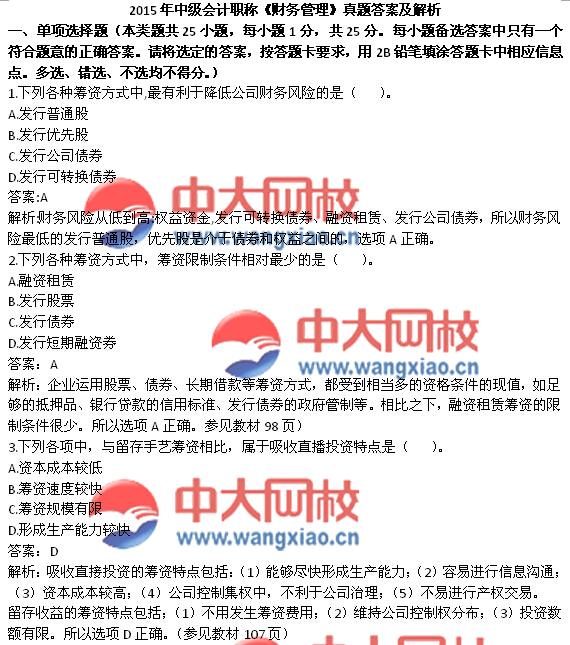 2015 年中级会计职称《财务管理》真题答案及解析
一、单项选择题（本类题共 25 小题，每小题 1 分，共 25 分。每小题备选答案中只有一个
符合题意的正确答案。请将选定的答案，按答题卡要求，用 2B 铅笔填涂答题卡中相应信息
点。多选、错选、不选均不得分。）
1.下列各种筹资方式中,最有利于降低公司财务风险的是（　　）。
A.发行普通股
B.发行优先股
C.发行公司债券
D.发行可转换债券
答案:A
解析:财务风险从低到高:权益资金,发行可转换债券、融资租赁、发行公司债券，所以财务风
险最低的发行普通股，优先股是介于债券和权益之间的，选项 A 正确。
中大网校
www.wangxiao.cn
2.下列各种筹资方式中，筹资限制条件相对最少的是（　　）。
A.融资租赁
B.发行股票
C.发行债券
D.发行短期融资券
答案：A
中大网校
www.wangxiao.cn
解析：企业运用股票、债券、长期借款等筹资方式，都受到相当多的资格条件的现值，如足
够的抵押品、银行贷款的信用标准、发行债券的政府管制等。相比之下，融资租赁筹资的限
制条件很少。所以选项 A 正确。参见教材 98 页）
3.下列各项中，与留存手艺筹资相比，属于吸收直播投资特点是（　　）。
A.资本成本较低
B.筹资速度较快
C.筹资规模有限
D.形成生产能力较快
答案：D
中大网校
www.wangxiao.cn
解析：吸收直接投资的筹资特点包括：（1）能够尽快形成生产能力；（2）容易进行信息沟通；
（3）资本成本较高；（4）公司控制集权中，不利于公司治理；（5）不易进行产权交易。
留存收益的筹资特点包括；（1）不用发生筹资费用；（2）维持公司控制权分布；（3）投资数
额有限。所以选项 D 正确。（参见教材 107 页）